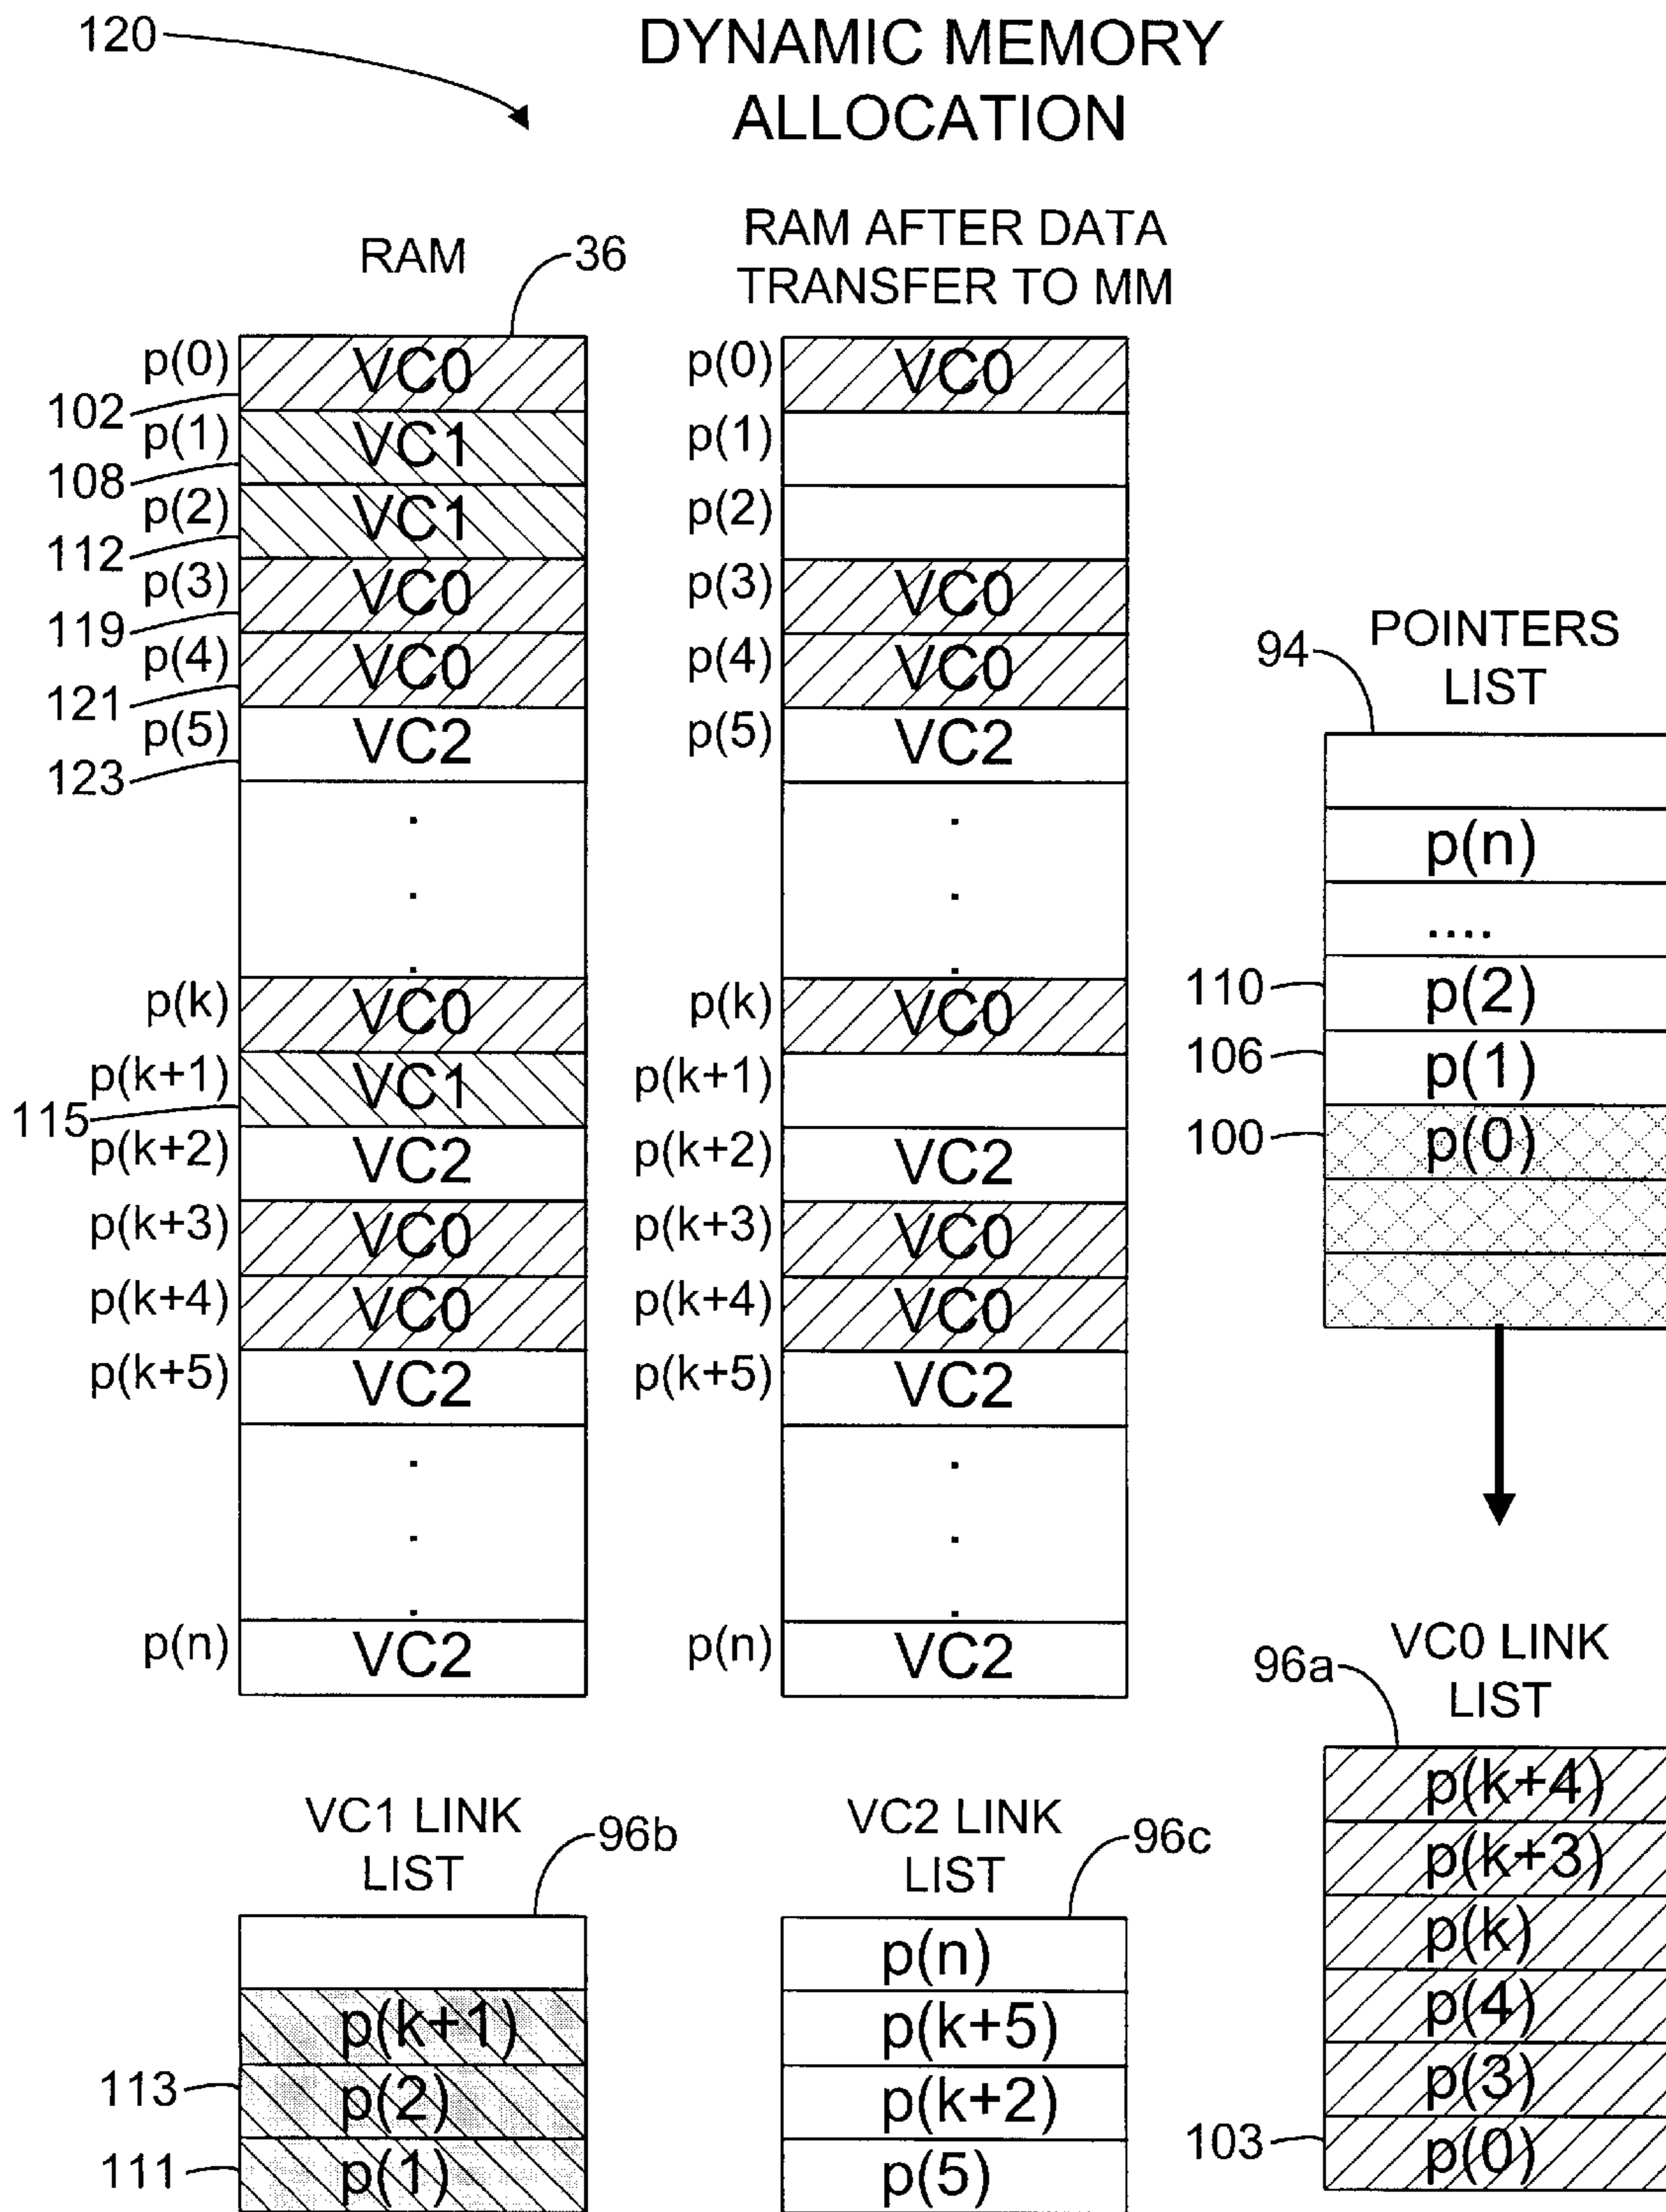 120
DYNAMIC MEMORY
ALLOCATION
RAM
36
RAM AFTER DATA
TRANSFER TO MM
p(0) VC0
102
p(1) VC1
108
p(2) VC1
112
p(3) VC0
119
p(4) VC0
121
p(5) VC2
123
.
.
.
p(k) VC0
p(k+1) VC1
115
p(k+2) VC2
p(k+3) VC0
p(k+4) VC0
p(k+5) VC2
.
.
.
p(n) VC2
p(0) VC0
p(1)
p(2)
p(3) VC0
p(4) VC0
p(5) VC2
.
.
.
p(k) VC0
p(k+1)
p(k+2) VC2
p(k+3) VC0
p(k+4) VC0
p(k+5) VC2
.
.
.
p(n) VC2
94
POINTERS
LIST
p(n)
....
110 p(2)
106 p(1)
100 p(0)
96a
VC0 LINK
LIST
p(k+4)
p(k+3)
p(k)
p(4)
p(3)
103 p(0)
VC1 LINK
LIST
96b
p(k+1)
113 p(2)
111 p(1)
VC2 LINK
LIST
96c
p(n)
p(k+5)
p(k+2)
p(5)